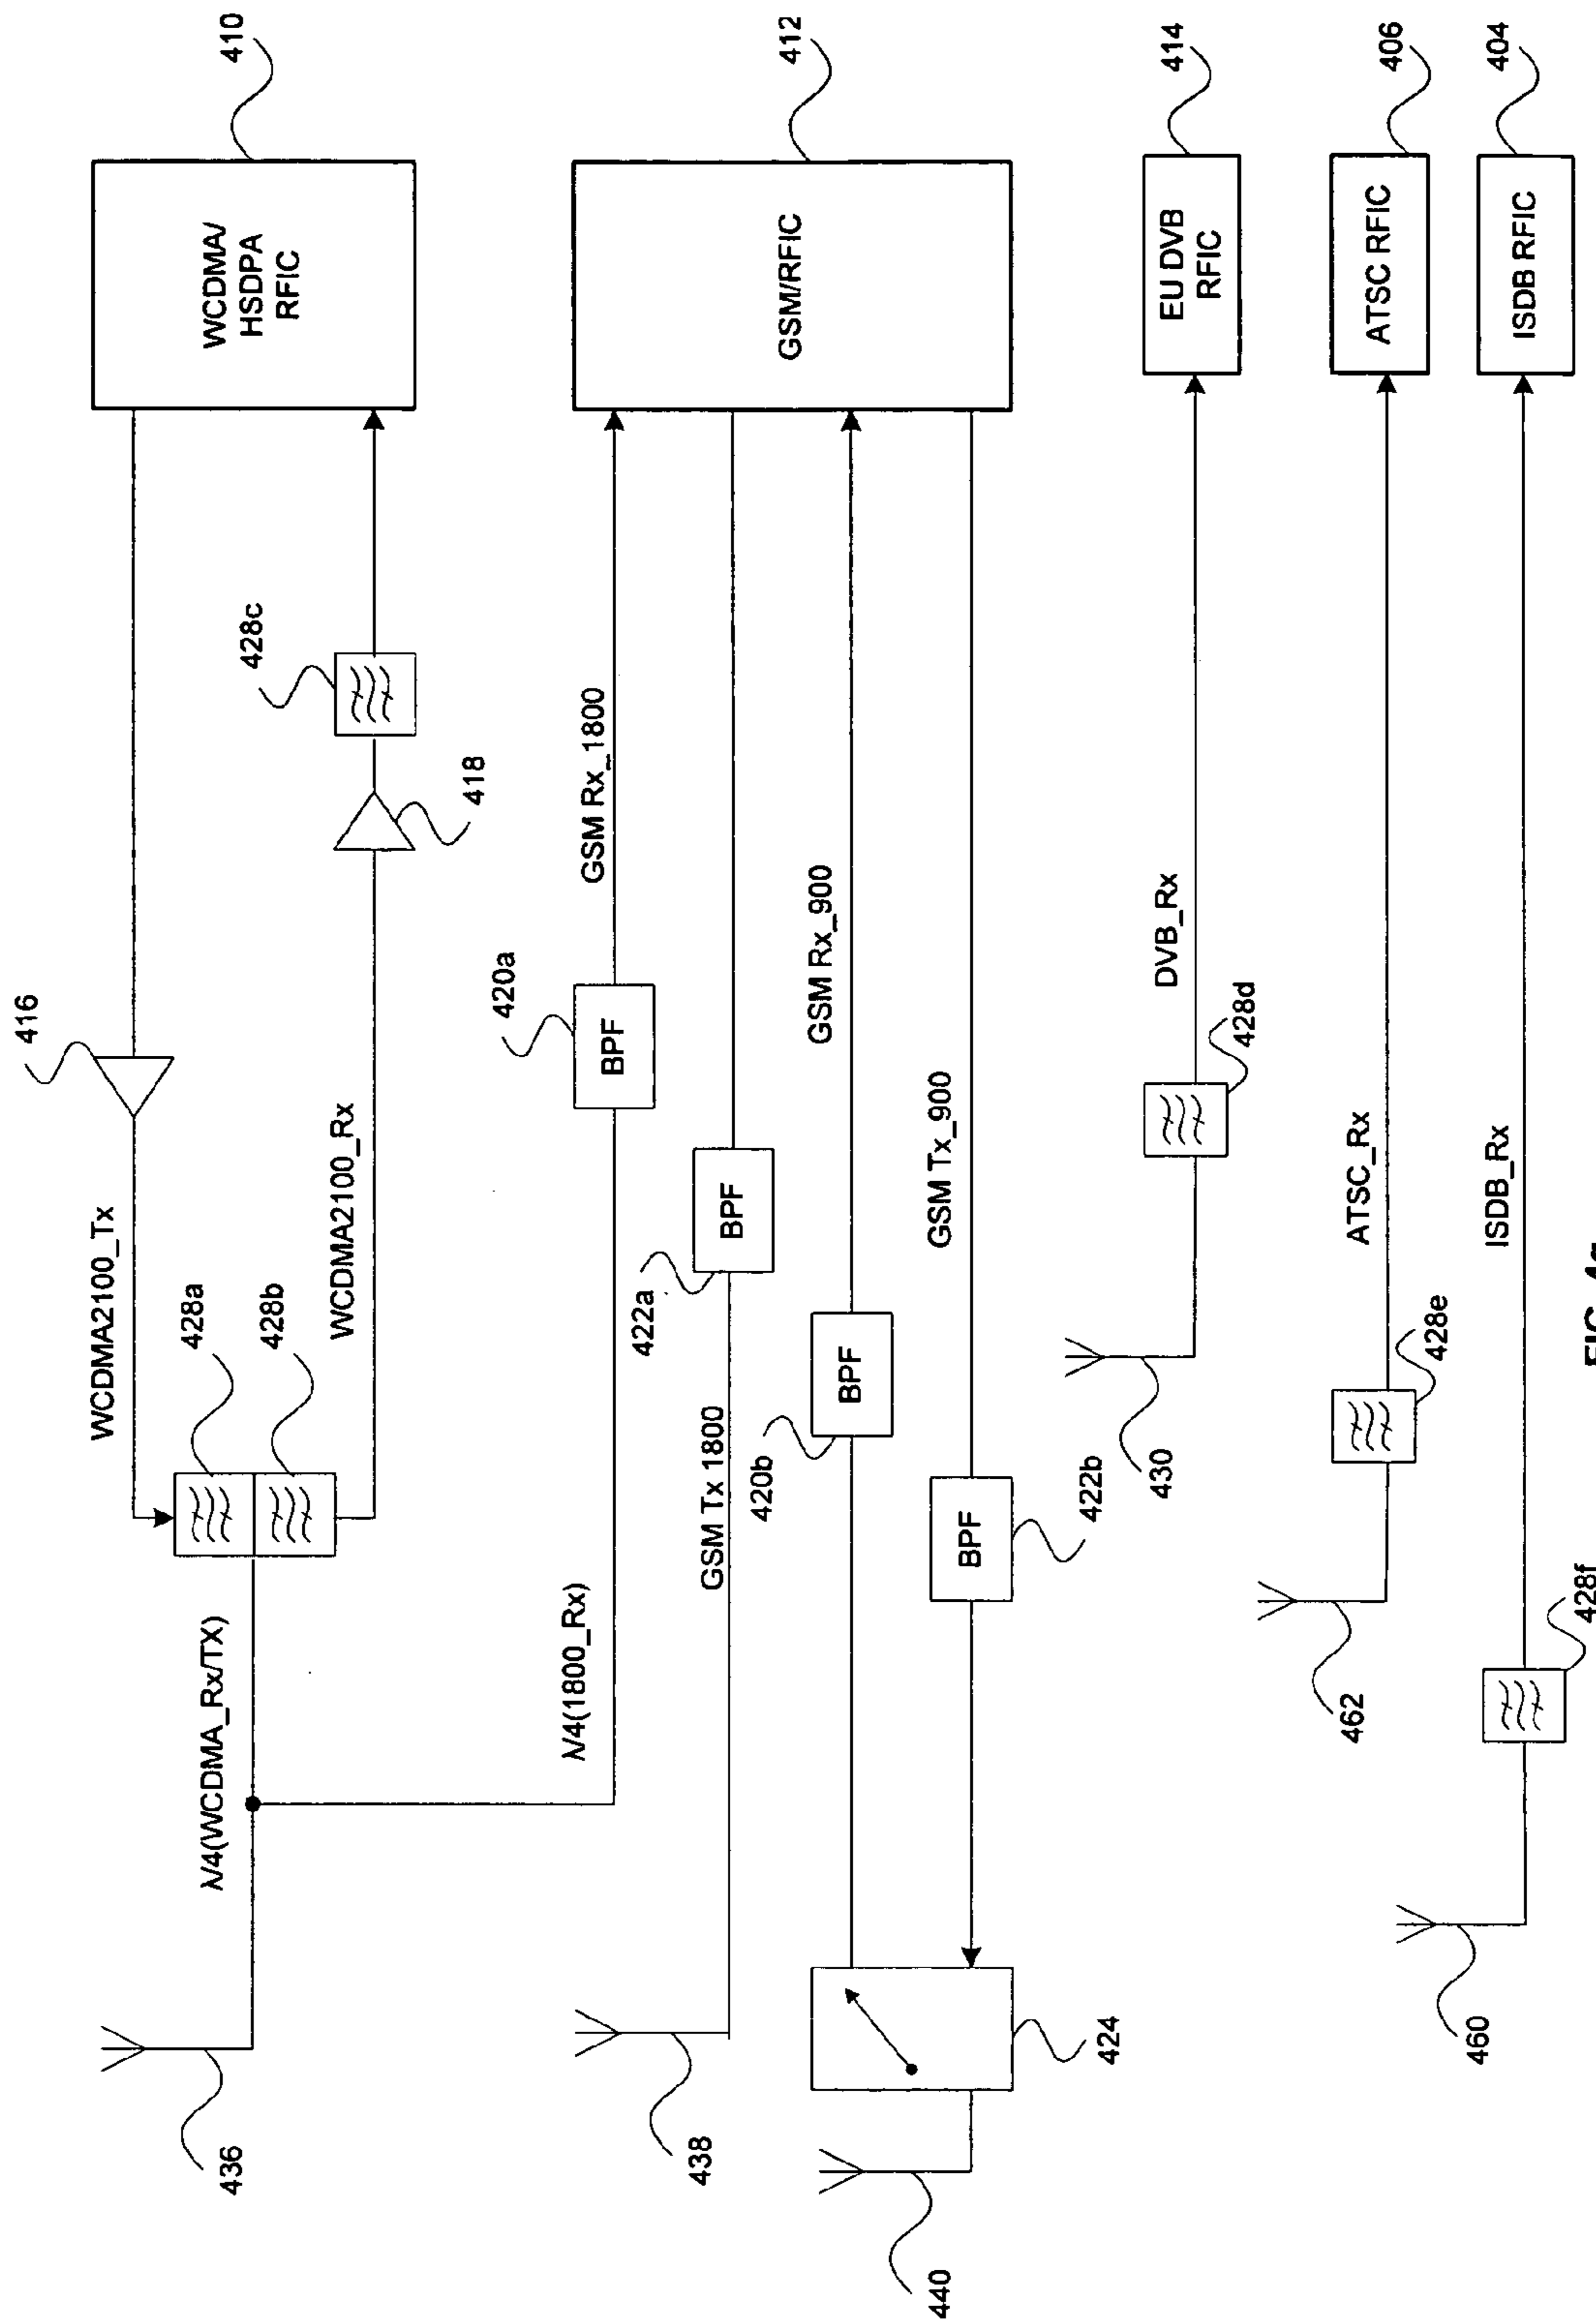 410
WCDMA/
HSDPA
RFIC
416
WCDMA2100_Tx
428a
428b
428c
418
WCDMA2100_Rx
λ/4(WCDMA_Rx/TX)
436
412
GSM/RFIC
GSM Rx_1800
420a
BPF
λ/4(1800_Rx)
BPF
422a
GSM Tx 1800
438
GSM Rx_900
BPF
420b
GSM Tx_900
BPF
422b
424
440
414
EU DVB
RFIC
DVB_Rx
428d
430
406
ATSC RFIC
ATSC_Rx
428e
462
404
ISDB RFIC
ISDB_Rx
428f
460